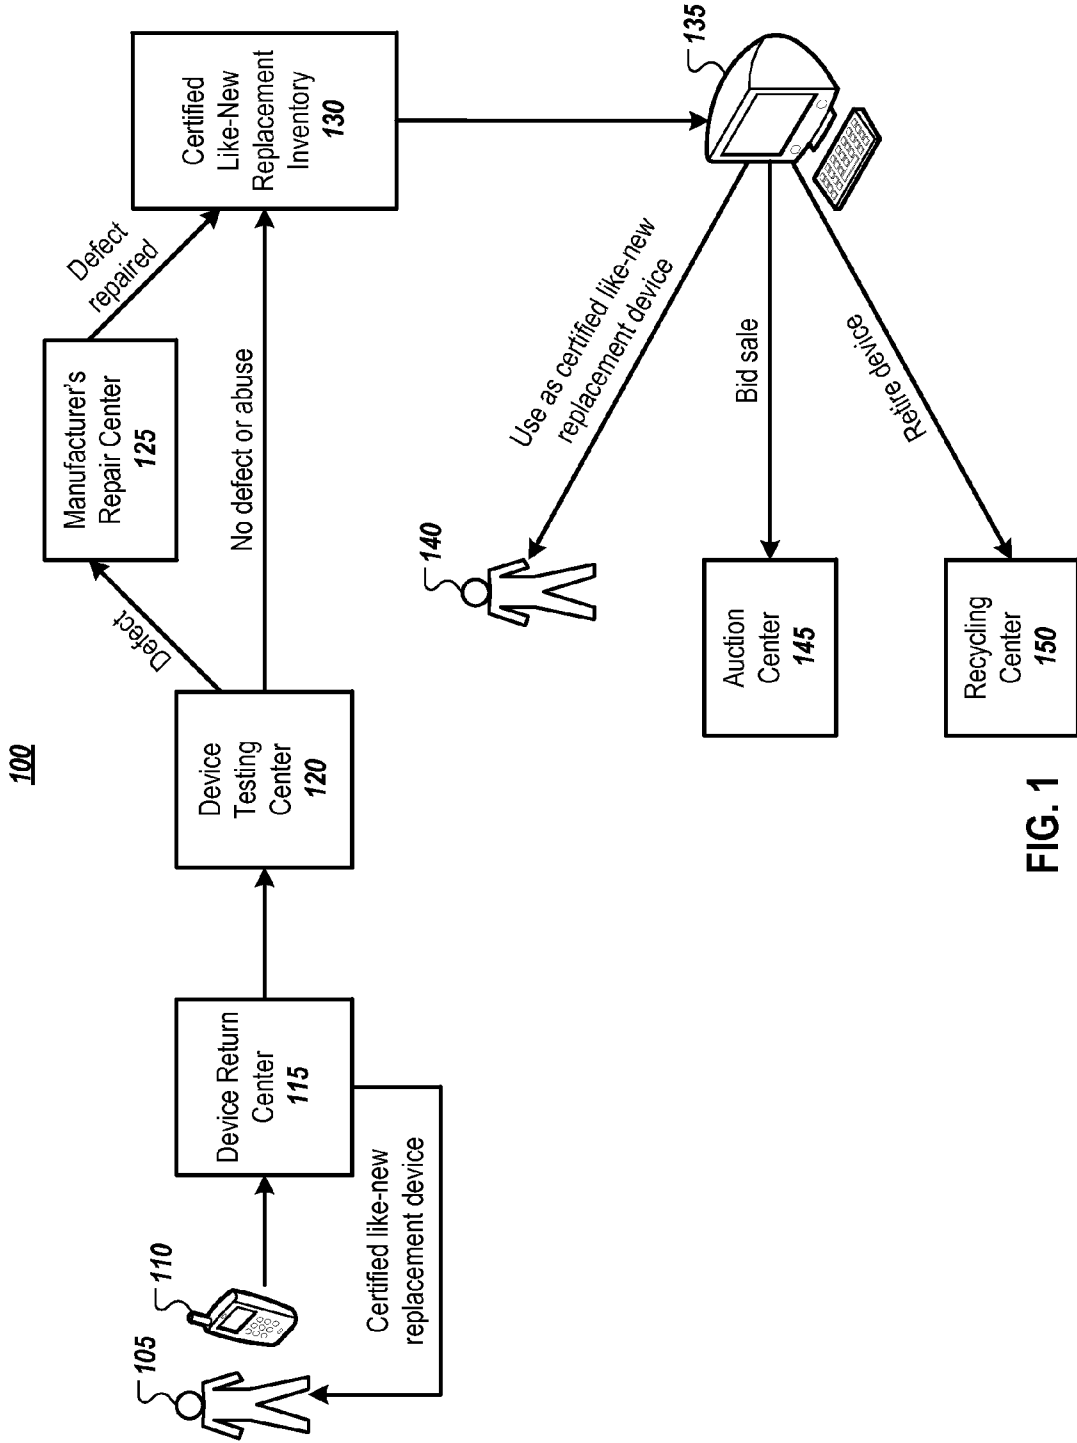 100
105
110
Device Return
Center
115
Certified like-new
replacement device
Device
Testing
Center
120
Defect
Manufacturer's
Repair Center
125
Defect
repaired
No defect or abuse
Certified
Like-New
Replacement
Inventory
130
135
Use as certified like-new
replacement device
140
Bid sale
Auction
Center
145
Retire device
Recycling
Center
150
FIG. 1